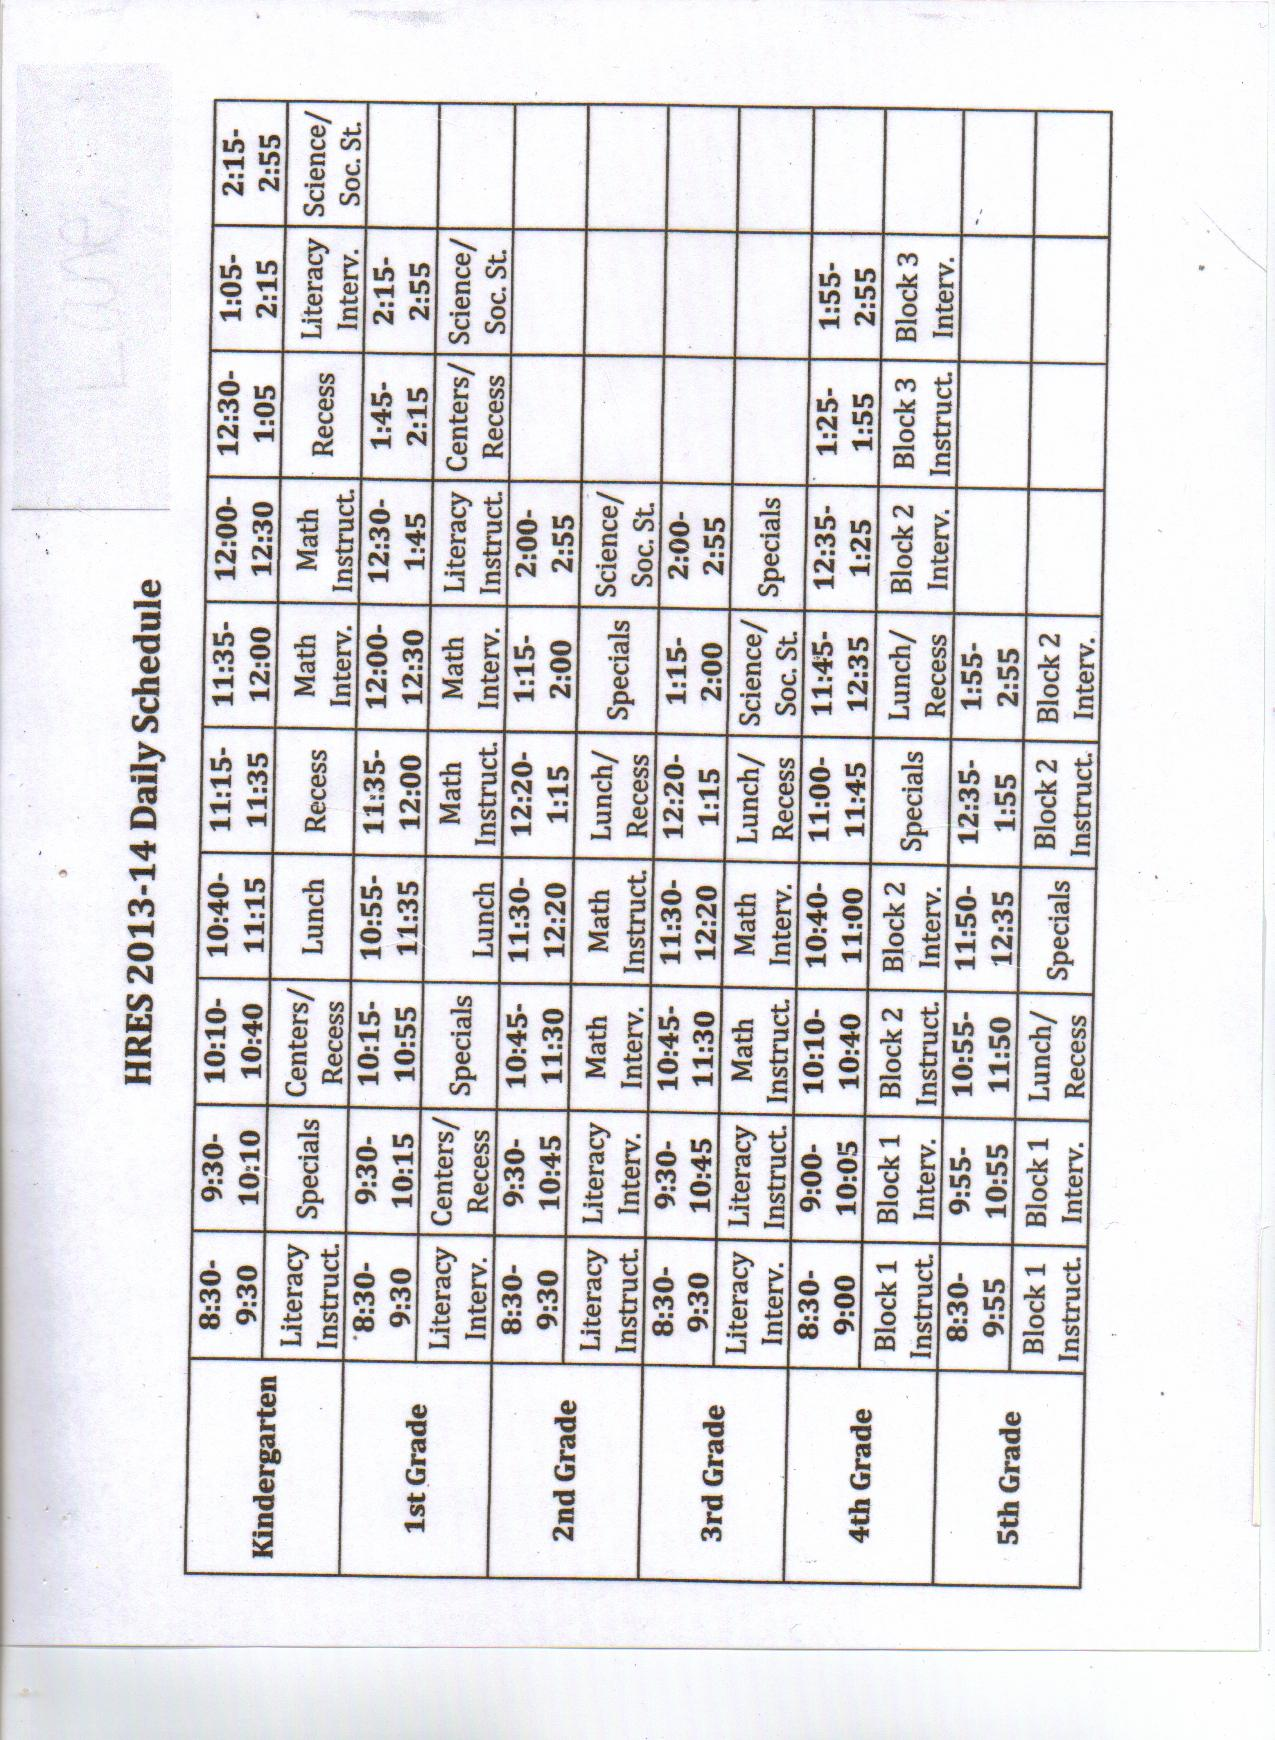 HRES 2013-14 Daily Schedule
Kindergarten
8:30-
9:30
9:30-
10:10
10:10-
10:40
10:40-
11:15
11:15-
11:35
11:35-
12:00
12:00-
12:30
12:30-
1:05
1:05-
2:15
2:15-
2:55
Literacy
Instruct.
Specials
Centers/
Recess
Lunch
Recess
Math
Interv.
Math
Instruct.
Recess
Literacy
Interv.
Science/
Soc. St.
1st Grade
8:30-
9:30
9:30-
10:15
10:15-
10:55
10:55-
11:35
11:35-
12:00
12:00-
12:30
12:30-
1:45
1:45-
2:15
2:15-
2:55
Literacy
Interv.
Centers/
Recess
Specials
Lunch
Math
Instruct.
Math
Interv.
Literacy
Instruct.
Centers/
Recess
Science/
Soc. St.
2nd Grade
8:30-
9:30
9:30-
10:45
10:45-
11:30
11:30-
12:20
12:20-
1:15
1:15-
2:00
2:00-
2:55
Literacy
Instruct.
Literacy
Interv.
Math
Interv.
Math
Instruct.
Lunch/
Recess
Specials
Science/
Soc. St.
3rd Grade
8:30-
9:30
9:30-
10:45
10:45-
11:30
11:30-
12:20
12:20-
1:15
1:15-
2:00
2:00-
2:55
Literacy
Interv.
Literacy
Instruct.
Math
Instruct.
Math
Interv.
Lunch/
Recess
Science/
Soc. St.
Specials
4th Grade
8:30-
9:00
9:00-
10:05
10:10-
10:40
10:40-
11:00
11:00-
11:45
11:45-
12:35
12:35-
1:25
1:25-
1:55
1:55-
2:55
Block 1
Instruct.
Block 1
Interv.
Block 2
Instruct.
Block 2
Interv.
Specials
Lunch/
Recess
Block 2
Interv.
Block 3
Instruct.
Block 3
Interv.
5th Grade
8:30-
9:55
9:55-
10:55
10:55-
11:50
11:50-
12:35
12:35-
1:55
1:55-
2:55
Block 1
Instruct.
Block 1
Interv.
Lunch/
Recess
Specials
Block 2
Instruct.
Block 2
Interv.